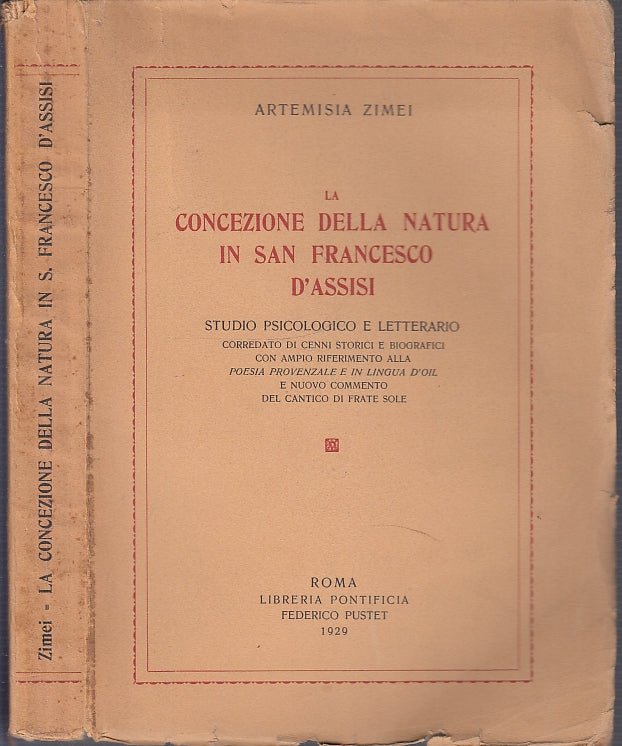 Zimei - LA CONCEZIONE DELLA NATURA IN S. FRANCESCO D'ASSISI
ARTEMISIA ZIMEI
LA
CONCEZIONE DELLA NATURA
IN SAN FRANCESCO
D'ASSISI
STUDIO PSICOLOGICO E LETTERARIO
CORREDATO DI CENNI STORICI E BIOGRAFICI
CON AMPIO RIFERIMENTO ALLA
POESIA PROVENZALE E IN LINGUA D'OIL
E NUOVO COMMENTO
DEL CANTICO DI FRATE SOLE
ROMA
LIBRERIA PONTIFICIA
FEDERICO PUSTET
1929